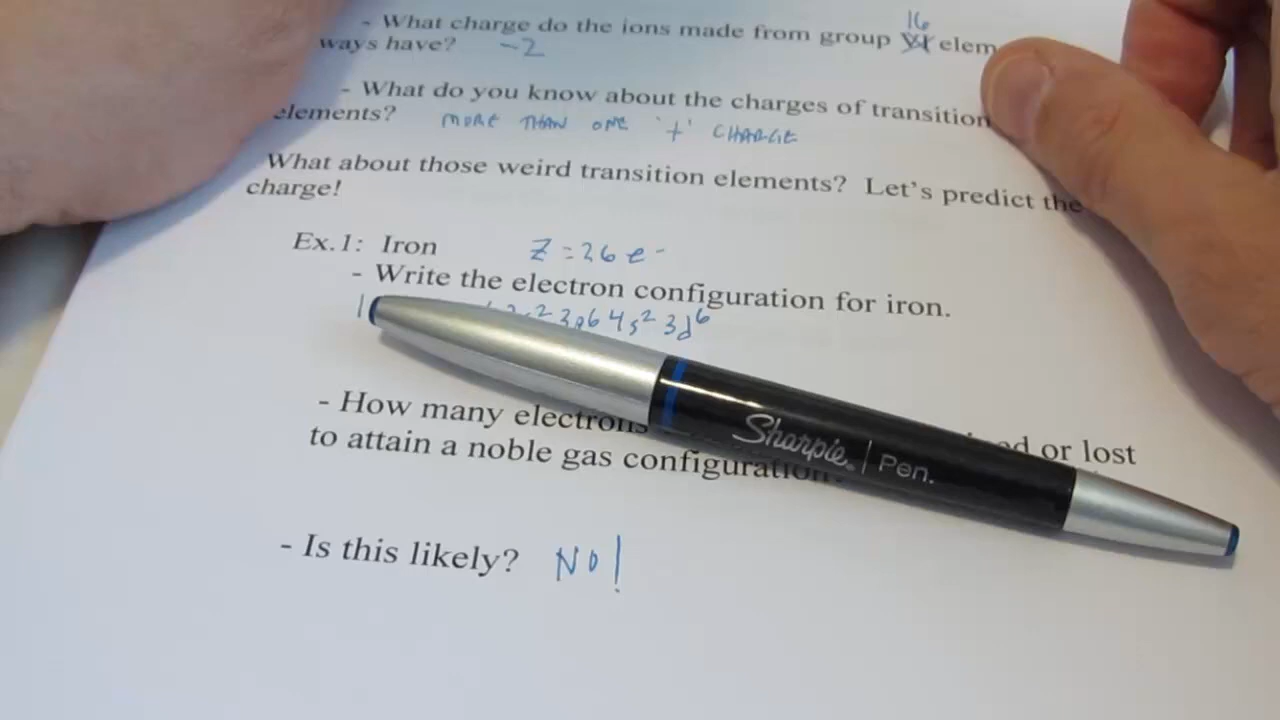 - What charge do the ions made from group 16 elem
ways have? -2
- What do you know about the charges of transition
elements? MORE THAN ONE '+' CHARGE
What about those weird transition elements? Let's predict the
charge!
Ex.1: Iron Z = 26 e-
- Write the electron configuration for iron.
1 s² 3p6 4s² 3d⁶
- How many electrons or lost
to attain a noble gas configuration
Sharpie. Pen.
- Is this likely? NO!